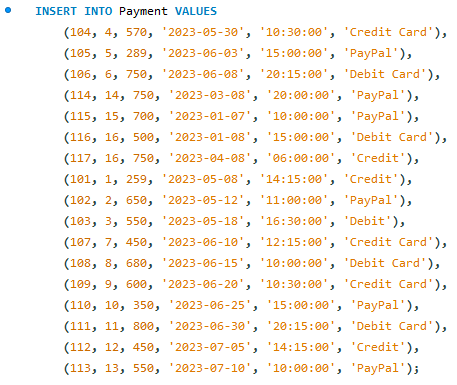 INSERT INTO Payment VALUES
(104, 4, 570, '2023-05-30', '10:30:00', 'Credit Card'),
(105, 5, 289, '2023-06-03', '15:00:00', 'PayPal'),
(106, 6, 750, '2023-06-08', '20:15:00', 'Debit Card'),
(114, 14, 750, '2023-03-08', '20:00:00', 'PayPal'),
(115, 15, 700, '2023-01-07', '10:00:00', 'PayPal'),
(116, 16, 500, '2023-01-08', '15:00:00', 'Debit Card'),
(117, 16, 750, '2023-04-08', '06:00:00', 'Credit'),
(101, 1, 259, '2023-05-08', '14:15:00', 'Credit'),
(102, 2, 650, '2023-05-12', '11:00:00', 'PayPal'),
(103, 3, 550, '2023-05-18', '16:30:00', 'Debit'),
(107, 7, 450, '2023-06-10', '12:15:00', 'Credit Card'),
(108, 8, 680, '2023-06-15', '10:00:00', 'Debit Card'),
(109, 9, 600, '2023-06-20', '10:30:00', 'Credit Card'),
(110, 10, 350, '2023-06-25', '15:00:00', 'PayPal'),
(111, 11, 800, '2023-06-30', '20:15:00', 'Debit Card'),
(112, 12, 450, '2023-07-05', '14:15:00', 'Credit'),
(113, 13, 550, '2023-07-10', '10:00:00', 'PayPal');